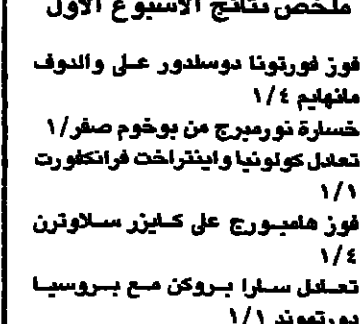 ملخص نتائج الاسبوع الاول
فوز فورتونا دوسلدور على والدوف
مانهايم ١/٤
خسارة نورمبرج من بوخوم صفر/١
تعادل كولونيا واينتراخت فرانكفورت
١/١
فوز هامبورج على كايزر سلاوترن
١/٤
تعادل سارا بروكن مع بروسيا
دورتموند ١/١